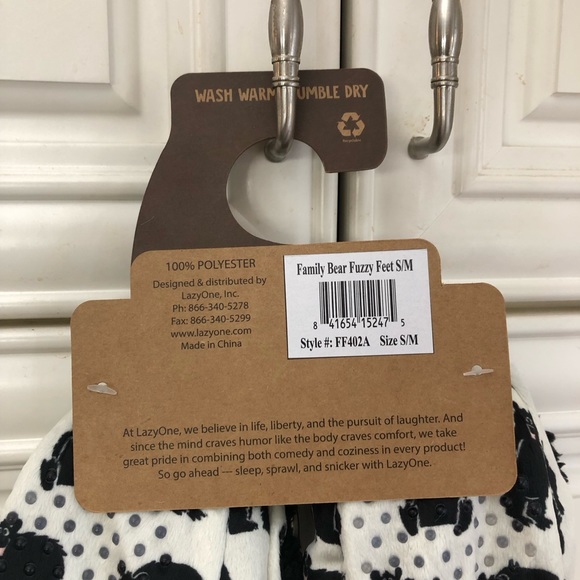 WASH WARM TUMBLE DRY
Recyclable
100% POLYESTER
Designed & distributed by
LazyOne, Inc.
Ph: 866-340-5278
Fax: 866-340-5299
www.lazyone.com
Made in China
Family Bear Fuzzy Feet S/M
8 41654 15247 5
Style #: FF402A Size S/M
At LazyOne, we believe in life, liberty, and the pursuit of laughter. And
since the mind craves humor like the body craves comfort, we take
great pride in combining both comedy and coziness in every product!
So go ahead — sleep, sprawl, and snicker with LazyOne.